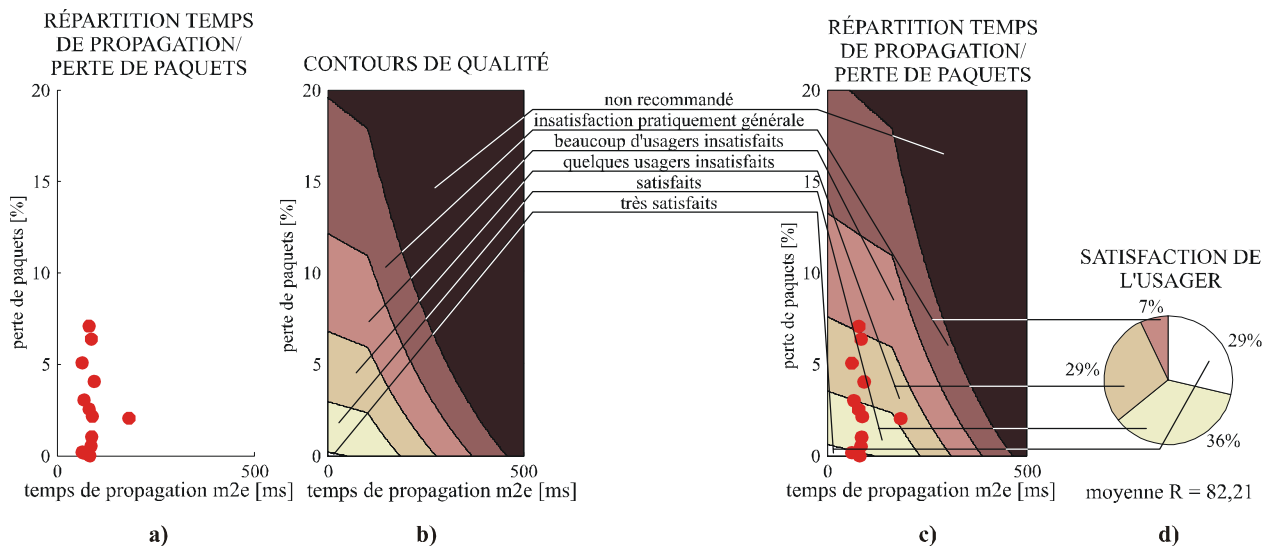 RÉPARTITION TEMPS
DE PROPAGATION/
PERTE DE PAQUETS
20
15
10
5
0
perte de paquets [%]
0
500
temps de propagation m2e [ms]
a)
CONTOURS DE QUALITÉ
20
15
10
5
0
perte de paquets [%]
0
500
temps de propagation m2e [ms]
b)
non recommandé
insatisfaction pratiquement générale
beaucoup d'usagers insatisfaits
quelques usagers insatisfaits
satisfaits
très satisfaits
RÉPARTITION TEMPS
DE PROPAGATION/
PERTE DE PAQUETS
20
15
10
5
0
perte de paquets [%]
0
500
temps de propagation m2e [ms]
c)
SATISFACTION DE
L'USAGER
7%
29%
29%
36%
moyenne R = 82,21
d)